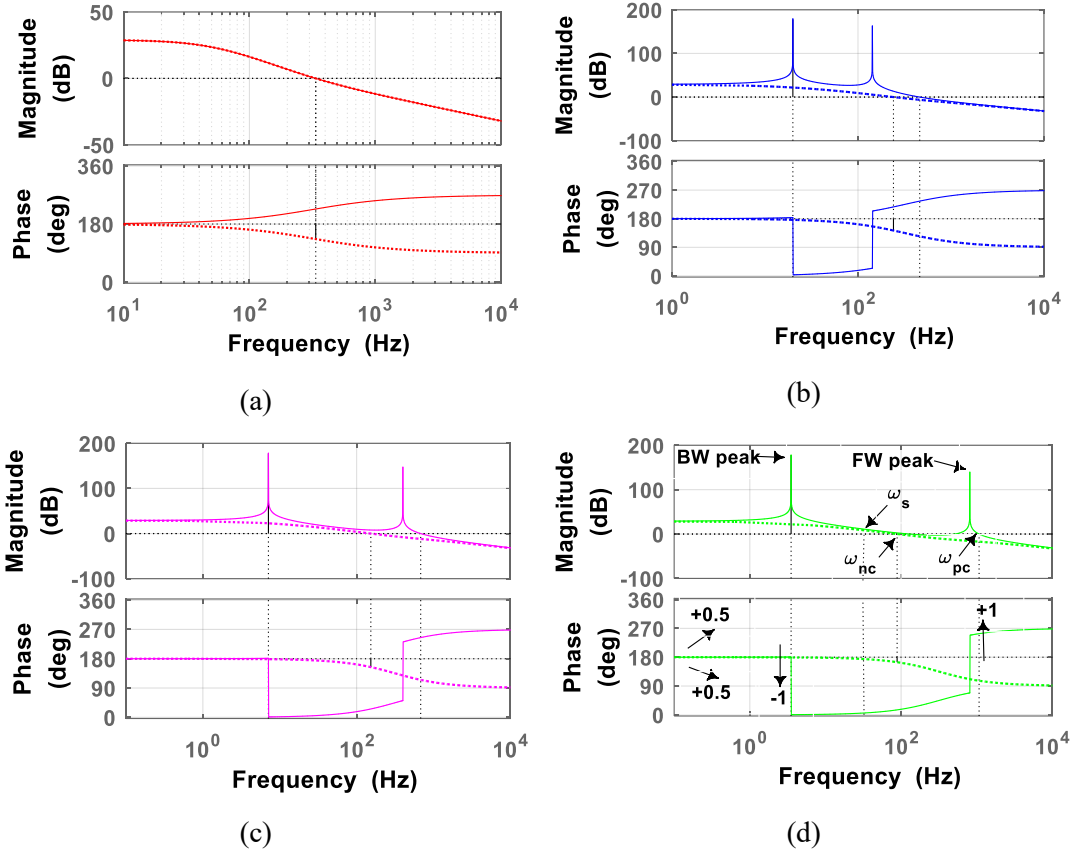 50
0
-50
Magnitude
(dB)
360
180
0
Phase
(deg)
10^1
10^2
10^3
10^4
Frequency (Hz)
(a)
200
100
0
-100
Magnitude
(dB)
360
270
180
90
0
Phase
(deg)
10^0
10^2
10^4
Frequency (Hz)
(b)
200
100
0
-100
Magnitude
(dB)
360
270
180
90
0
Phase
(deg)
10^0
10^2
10^4
Frequency (Hz)
(c)
200
100
0
-100
Magnitude
(dB)
BW peak
FW peak
ω_s
ω_nc
ω_pc
360
270
180
90
0
Phase
(deg)
+0.5
+0.5
-1
+1
10^0
10^2
10^4
Frequency (Hz)
(d)